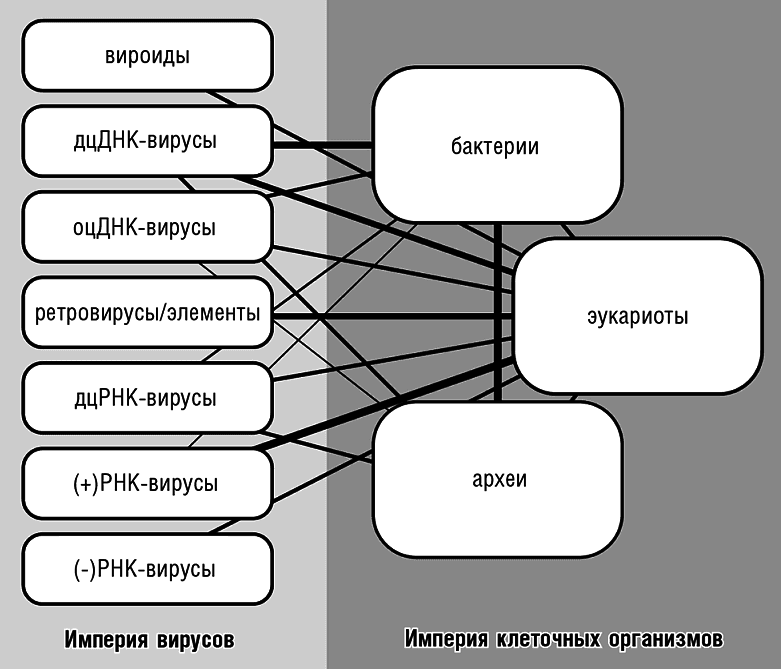 вироиды
дцДНК-вирусы
оцДНК-вирусы
ретровирусы/элементы
дцРНК-вирусы
(+)РНК-вирусы
(-)РНК-вирусы
Империя вирусов
бактерии
эукариоты
археи
Империя клеточных организмов